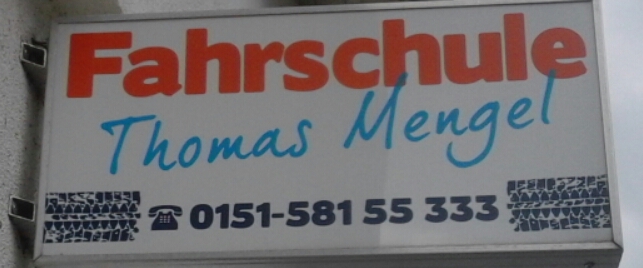 Fahrschule
Thomas Mengel
☎ 0151-581 55 333